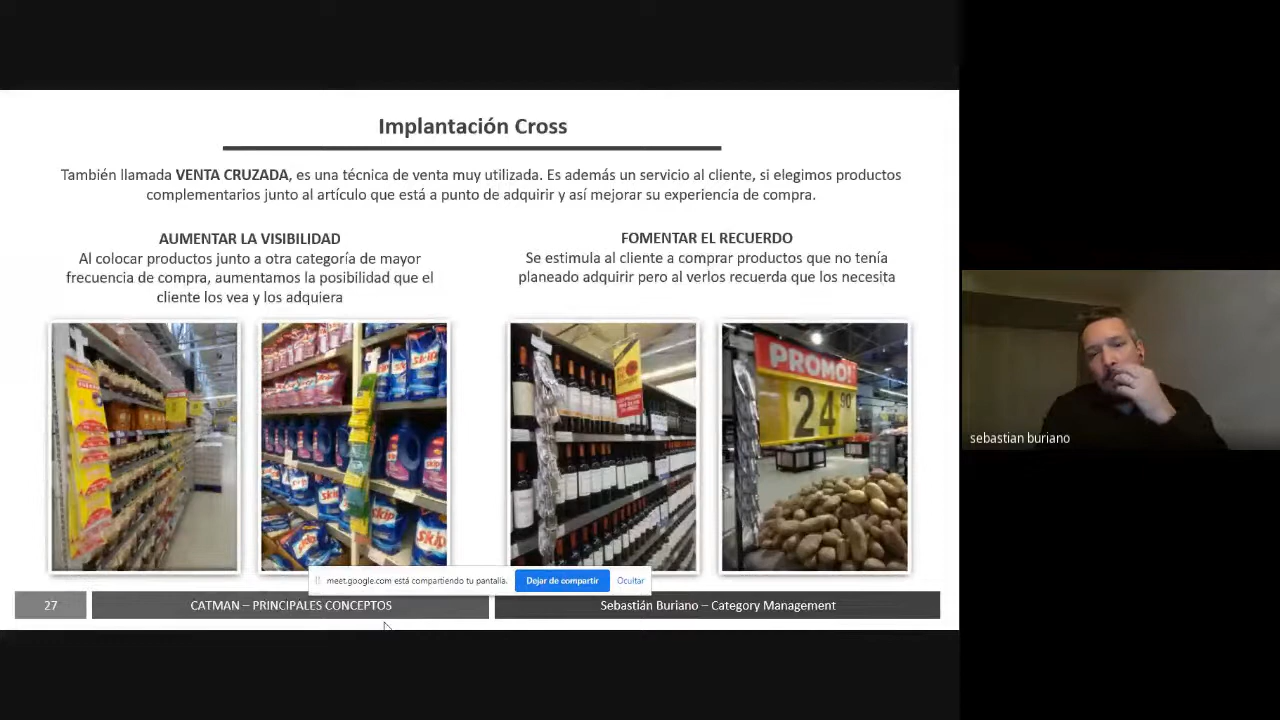 Implantación Cross
También llamada VENTA CRUZADA, es una técnica de venta muy utilizada. Es además un servicio al cliente, si elegimos productos
complementarios junto al artículo que está a punto de adquirir y así mejorar su experiencia de compra.
AUMENTAR LA VISIBILIDAD
Al colocar productos junto a otra categoría de mayor
frecuencia de compra, aumentamos la posibilidad que el
cliente los vea y los adquiera
FOMENTAR EL RECUERDO
Se estimula al cliente a comprar productos que no tenía
planeado adquirir pero al verlos recuerda que los necesita
skip
skip
skip
skip
skip
PROMO!
24 90
sebastian buriano
meet.google.com está compartiendo tu pantalla.
Dejar de compartir
Ocultar
27
CATMAN – PRINCIPALES CONCEPTOS
Sebastián Buriano – Category Management